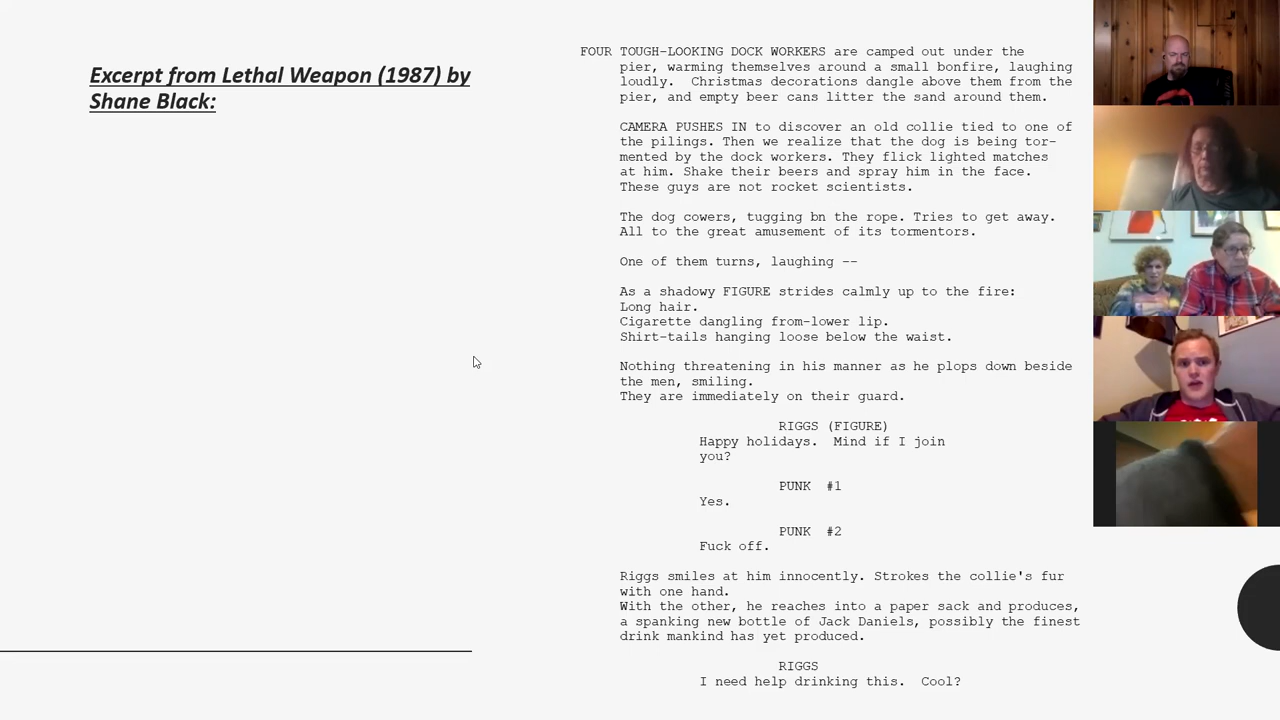 Excerpt from Lethal Weapon (1987) by
Shane Black:
FOUR TOUGH-LOOKING DOCK WORKERS are camped out under the
pier, warming themselves around a small bonfire, laughing
loudly. Christmas decorations dangle above them from the
pier, and empty beer cans litter the sand around them.
CAMERA PUSHES IN to discover an old collie tied to one of
the pilings. Then we realize that the dog is being tor-
mented by the dock workers. They flick lighted matches
at him. Shake their beers and spray him in the face.
These guys are not rocket scientists.
The dog cowers, tugging bn the rope. Tries to get away.
All to the great amusement of its tormentors.
One of them turns, laughing --
As a shadowy FIGURE strides calmly up to the fire:
Long hair.
Cigarette dangling from-lower lip.
Shirt-tails hanging loose below the waist.
Nothing threatening in his manner as he plops down beside
the men, smiling.
They are immediately on their guard.
RIGGS (FIGURE)
Happy holidays. Mind if I join
you?
PUNK #1
Yes.
PUNK #2
Fuck off.
Riggs smiles at him innocently. Strokes the collie's fur
with one hand.
With the other, he reaches into a paper sack and produces,
a spanking new bottle of Jack Daniels, possibly the finest
drink mankind has yet produced.
RIGGS
I need help drinking this. Cool?